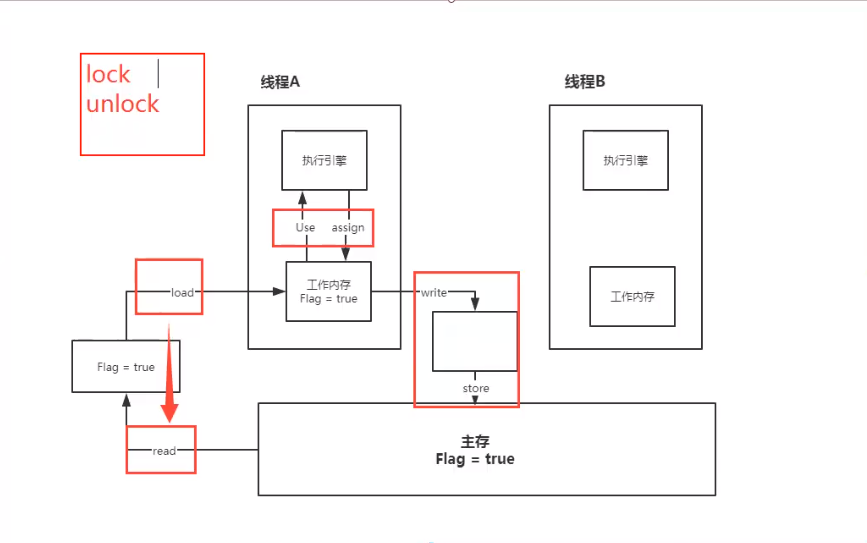 lock
unlock
线程A
线程B
执行引擎
执行引擎
Use
assign
工作内存
Flag = true
工作内存
load
write
Flag = true
store
read
主存
Flag = true